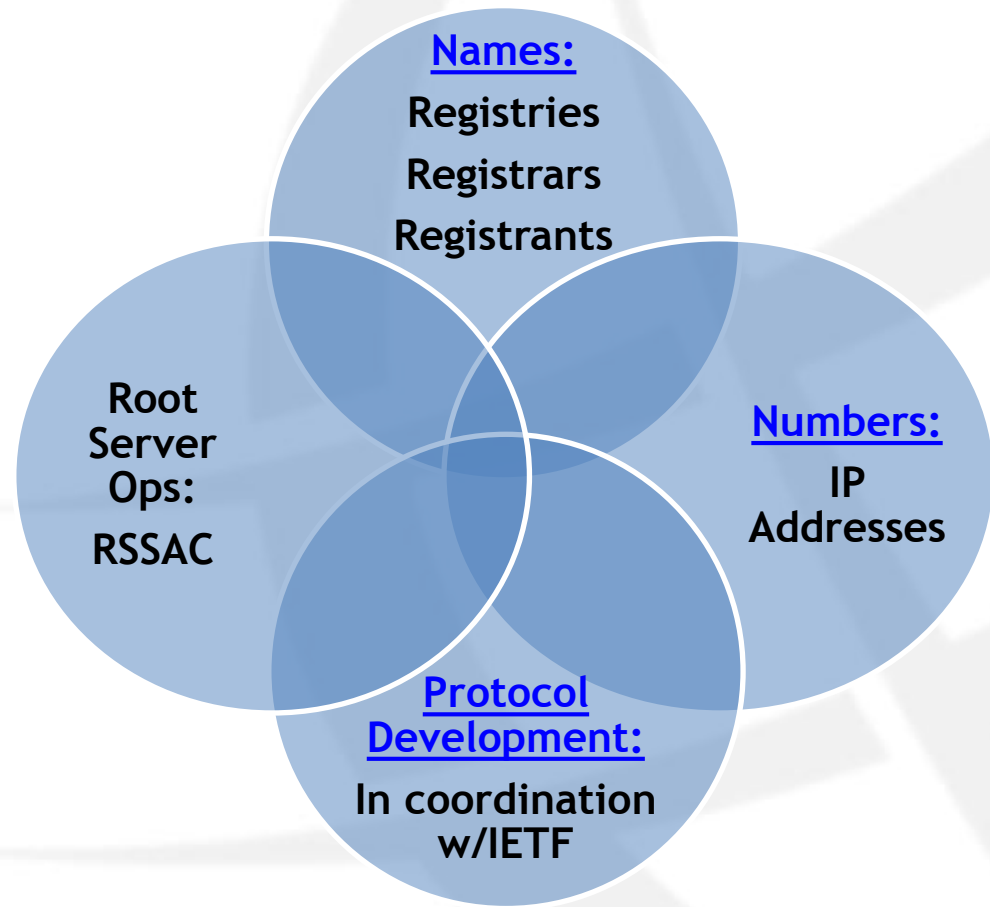 Names:
Registries
Registrars
Registrants
Root
Server
Ops:
RSSAC
Numbers:
IP
Addresses
Protocol
Development:
In coordination
w/IETF